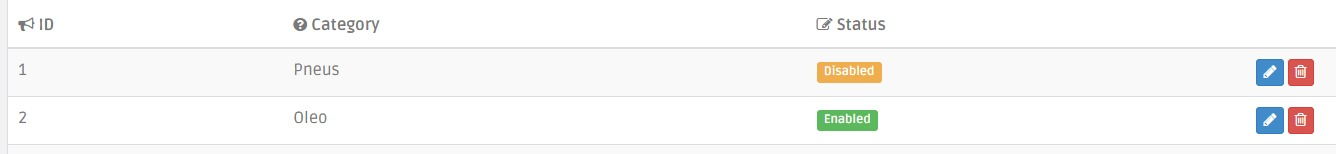 ID Category Status
1 Pneus Disabled
2 Oleo Enabled